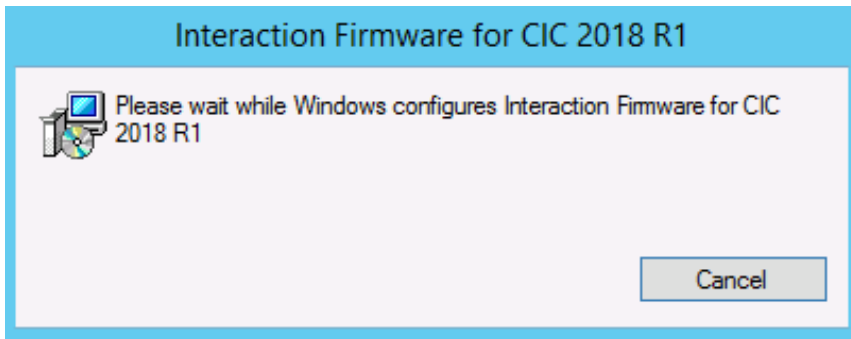 Interaction Firmware for CIC 2018 R1
Please wait while Windows configures Interaction Firmware for CIC
2018 R1
Cancel